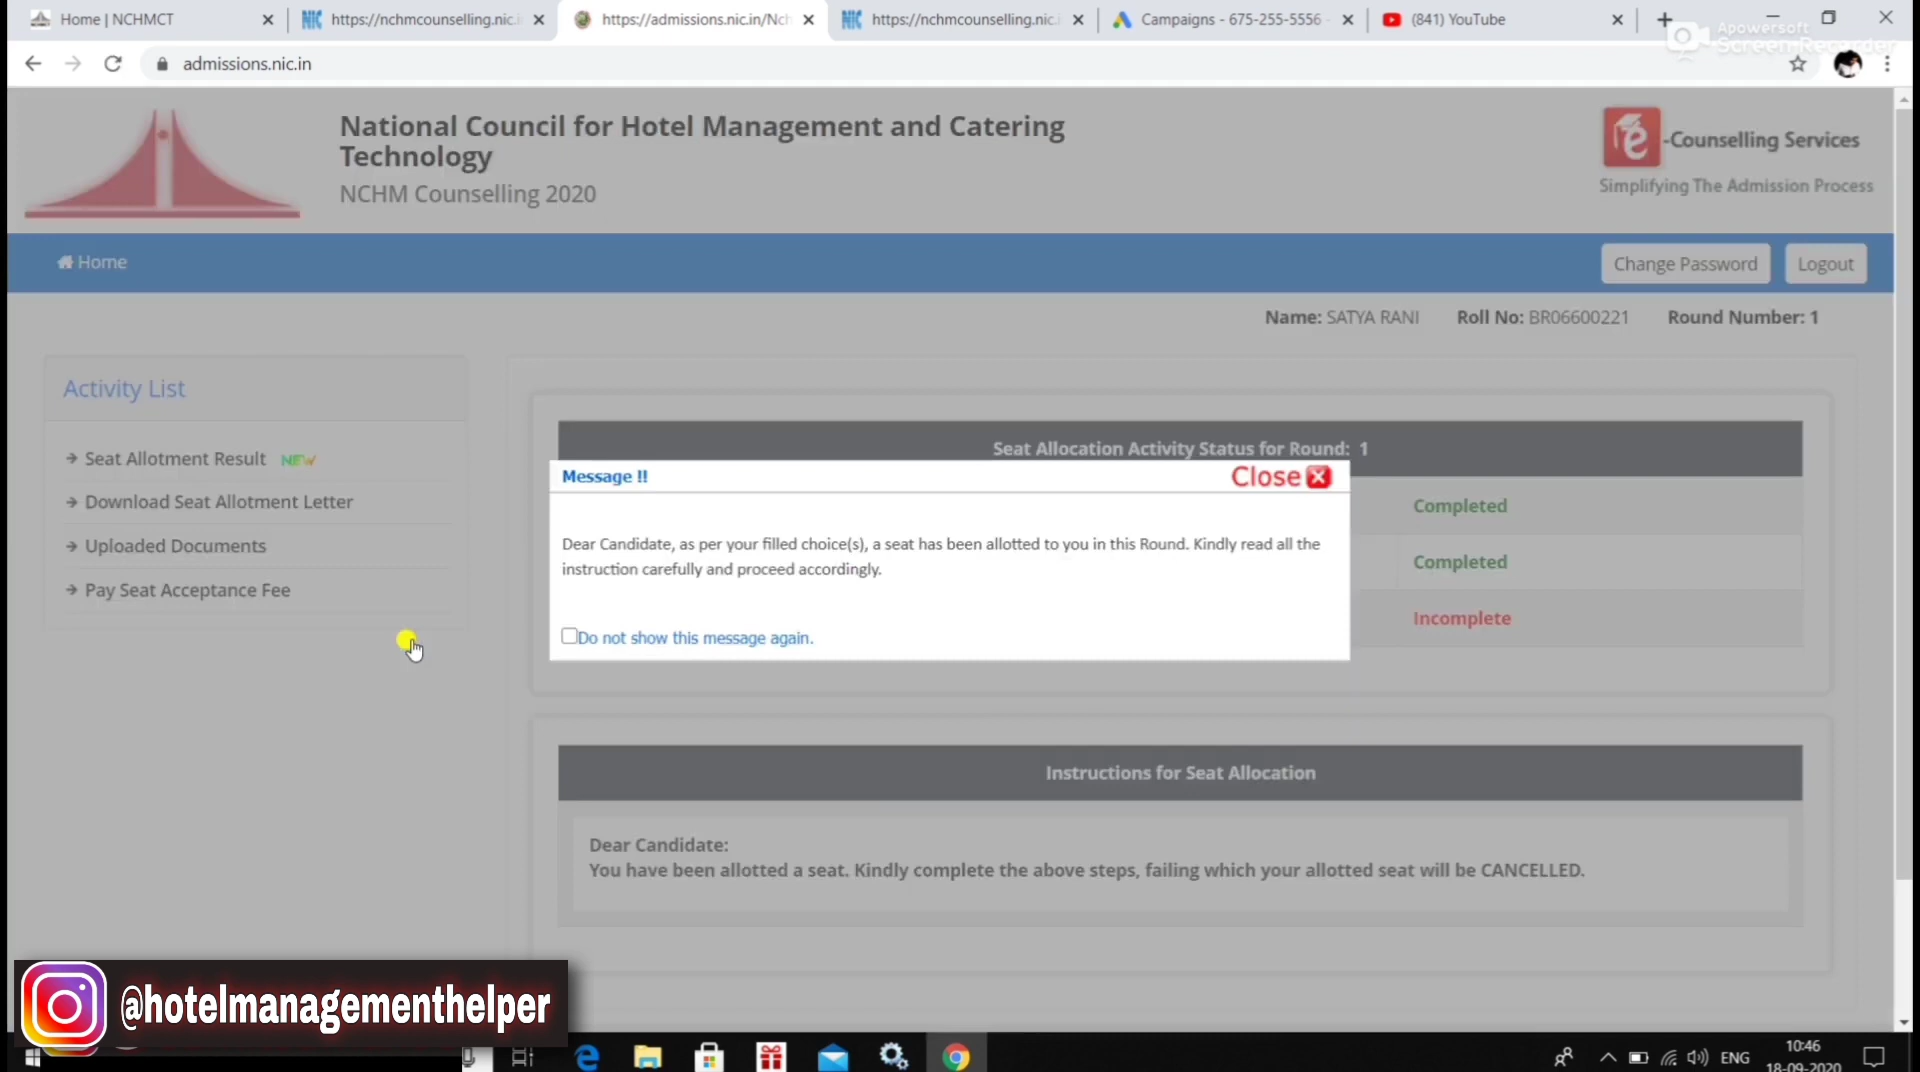 Home | NCHMCT
https://nchmcounselling.nic.i
https://admissions.nic.in/Nch
https://nchmcounselling.nic.
Campaigns - 675-255-5556
(841) YouTube
Apowersoft
Screen Recorder
admissions.nic.in
National Council for Hotel Management and Catering
Technology
NCHM Counselling 2020
e-Counselling Services
Simplifying The Admission Process
Home
Change Password
Logout
Name: SATYA RANI
Roll No: BR06600221
Round Number: 1
Activity List
Seat Allotment Result NEW
Download Seat Allotment Letter
Uploaded Documents
Pay Seat Acceptance Fee
Seat Allocation Activity Status for Round: 1
Message !!
Close
Dear Candidate, as per your filled choice(s), a seat has been allotted to you in this Round. Kindly read all the
instruction carefully and proceed accordingly.
Do not show this message again.
Completed
Completed
Incomplete
Instructions for Seat Allocation
Dear Candidate:
You have been allotted a seat. Kindly complete the above steps, failing which your allotted seat will be CANCELLED.
@hotelmanagementhelper
ENG
10:46
18-09-2020